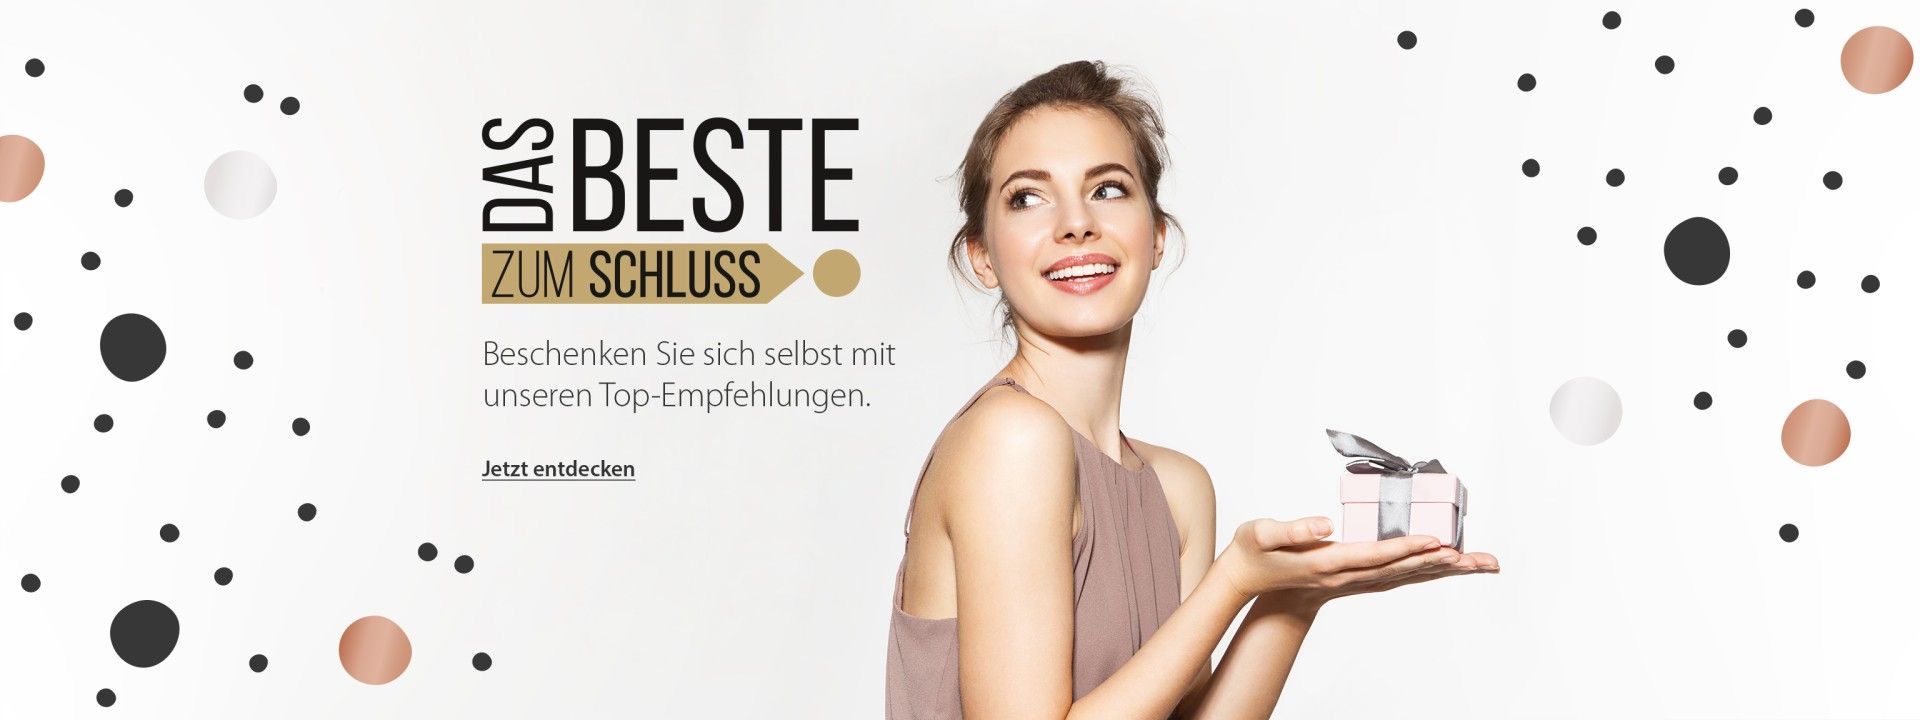 DAS BESTE
ZUM SCHLUSS
Beschenken Sie sich selbst mit
unseren Top-Empfehlungen.
Jetzt entdecken